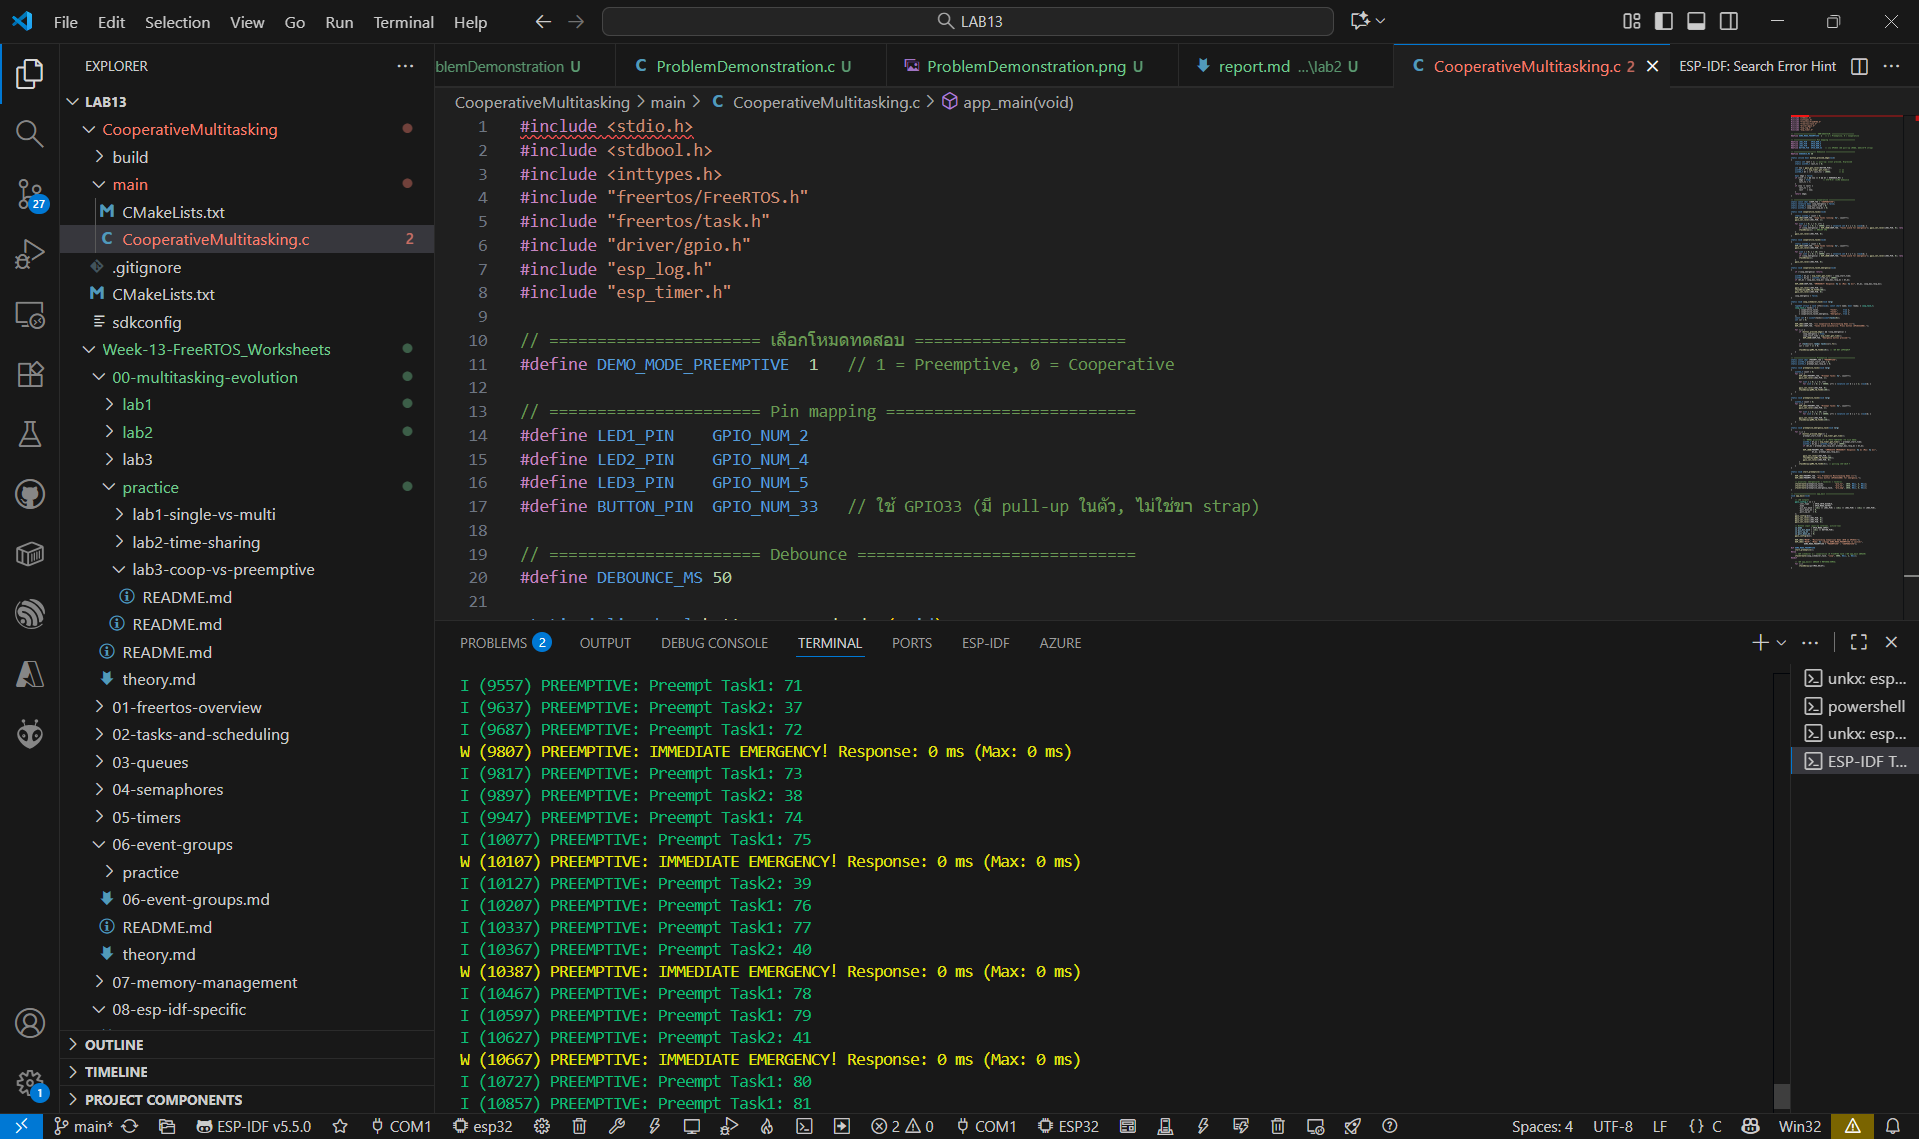 File Edit Selection View Go Run Terminal Help
LAB13
EXPLORER
LAB13
CooperativeMultitasking
build
main
CMakeLists.txt
CooperativeMultitasking.c 2
.gitignore
CMakeLists.txt
sdkconfig
Week-13-FreeRTOS_Worksheets
00-multitasking-evolution
lab1
lab2
lab3
practice
lab1-single-vs-multi
lab2-time-sharing
lab3-coop-vs-preemptive
README.md
README.md
README.md
theory.md
01-freertos-overview
02-tasks-and-scheduling
03-queues
04-semaphores
05-timers
06-event-groups
practice
06-event-groups.md
README.md
theory.md
07-memory-management
08-esp-idf-specific
OUTLINE
TIMELINE
PROJECT COMPONENTS
27
1
blemDemonstration U
C ProblemDemonstration.c U
ProblemDemonstration.png U
report.md ...\lab2 U
C CooperativeMultitasking.c 2
ESP-IDF: Search Error Hint
CooperativeMultitasking > main > C CooperativeMultitasking.c > app_main(void)
1 #include <stdio.h>
2 #include <stdbool.h>
3 #include <inttypes.h>
4 #include "freertos/FreeRTOS.h"
5 #include "freertos/task.h"
6 #include "driver/gpio.h"
7 #include "esp_log.h"
8 #include "esp_timer.h"
9
10 // ====================== เลือกโหมดทดสอบ ======================
11 #define DEMO_MODE_PREEMPTIVE 1 // 1 = Preemptive, 0 = Cooperative
12
13 // ====================== Pin mapping ==========================
14 #define LED1_PIN GPIO_NUM_2
15 #define LED2_PIN GPIO_NUM_4
16 #define LED3_PIN GPIO_NUM_5
17 #define BUTTON_PIN GPIO_NUM_33 // ใช้ GPIO33 (มี pull-up ในตัว, ไม่ใช่ขา strap)
18
19 // ====================== Debounce =============================
20 #define DEBOUNCE_MS 50
21
PROBLEMS 2 OUTPUT DEBUG CONSOLE TERMINAL PORTS ESP-IDF AZURE
I (9557) PREEMPTIVE: Preempt Task1: 71
I (9637) PREEMPTIVE: Preempt Task2: 37
I (9687) PREEMPTIVE: Preempt Task1: 72
W (9807) PREEMPTIVE: IMMEDIATE EMERGENCY! Response: 0 ms (Max: 0 ms)
I (9817) PREEMPTIVE: Preempt Task1: 73
I (9897) PREEMPTIVE: Preempt Task2: 38
I (9947) PREEMPTIVE: Preempt Task1: 74
I (10077) PREEMPTIVE: Preempt Task1: 75
W (10107) PREEMPTIVE: IMMEDIATE EMERGENCY! Response: 0 ms (Max: 0 ms)
I (10127) PREEMPTIVE: Preempt Task2: 39
I (10207) PREEMPTIVE: Preempt Task1: 76
I (10337) PREEMPTIVE: Preempt Task1: 77
I (10367) PREEMPTIVE: Preempt Task2: 40
W (10387) PREEMPTIVE: IMMEDIATE EMERGENCY! Response: 0 ms (Max: 0 ms)
I (10467) PREEMPTIVE: Preempt Task1: 78
I (10597) PREEMPTIVE: Preempt Task1: 79
I (10627) PREEMPTIVE: Preempt Task2: 41
W (10667) PREEMPTIVE: IMMEDIATE EMERGENCY! Response: 0 ms (Max: 0 ms)
I (10727) PREEMPTIVE: Preempt Task1: 80
I (10857) PREEMPTIVE: Preempt Task1: 81
unkx: esp...
powershell
unkx: esp...
ESP-IDF T...
main* ESP-IDF v5.5.0 COM1 esp32 2 0 COM1 ESP32 Spaces: 4 UTF-8 LF {} C Win32